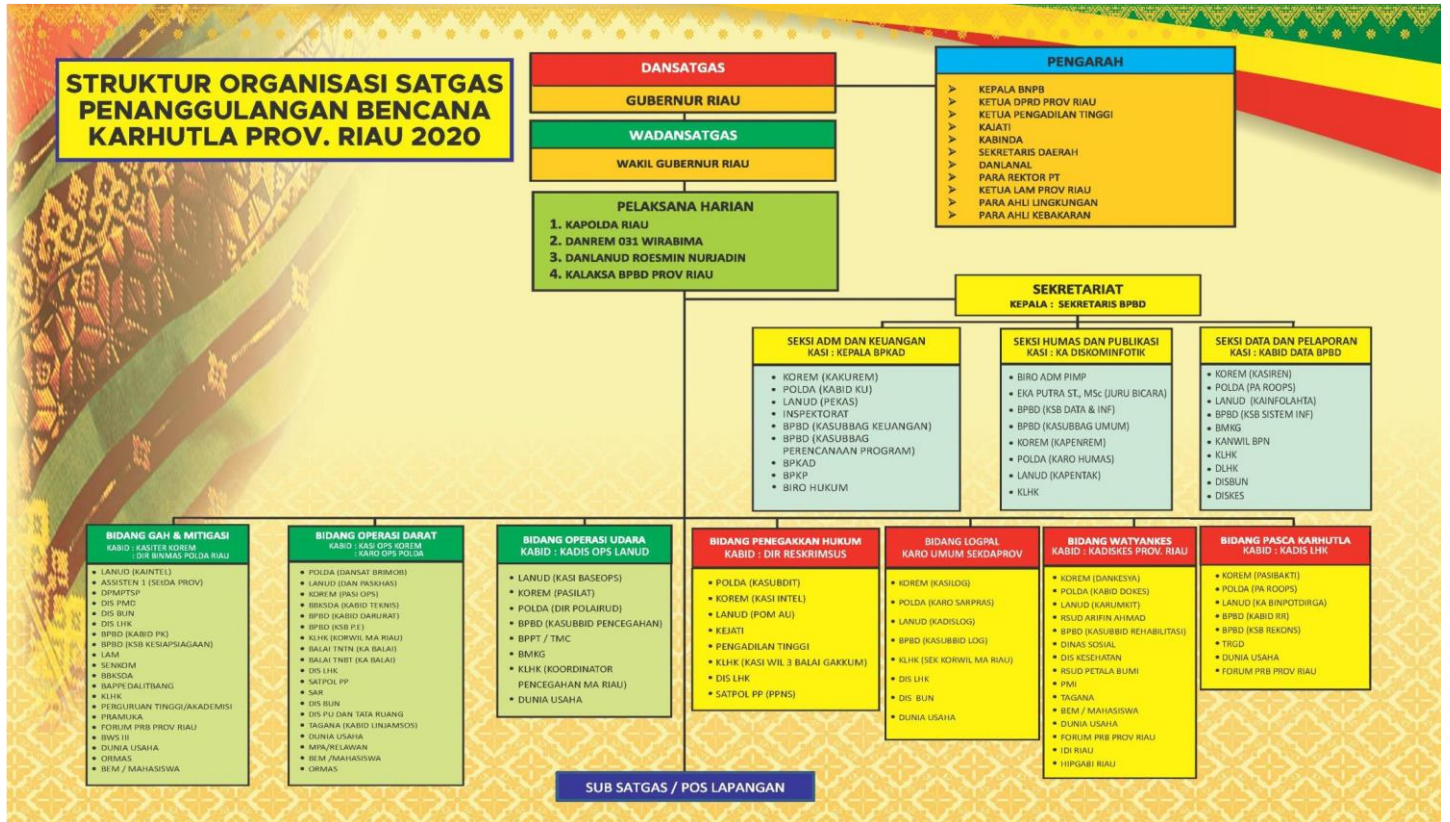 STRUKTUR ORGANISASI SATGAS
PENANGGULANGAN BENCANA
KARHUTLA PROV. RIAU 2020
DANSATGAS
GUBERNUR RIAU
WADANSATGAS
WAKIL GUBERNUR RIAU
PELAKSANA HARIAN
1. KAPOLDA RIAU
2. DANREM 031 WIRABIMA
3. DANLANUD ROESMIN NURJADIN
4. KALAKSA BPBD PROV RIAU
PENGARAH
➤ KEPALA BNPB
➤ KETUA DPRD PROV RIAU
➤ KETUA PENGADILAN TINGGI
➤ KAJATI
➤ KABINDA
➤ SEKRETARIS DAERAH
➤ DANLANAL
➤ PARA REKTOR PT
➤ KETUA LAM PROV RIAU
➤ PARA AHLI LINGKUNGAN
➤ PARA AHLI KEBAKARAN
SEKRETARIAT
KEPALA : SEKRETARIS BPBD
SEKSI ADM DAN KEUANGAN
KASI : KEPALA BPKAD
• KOREM (KAKUREM)
• POLDA (KABID KU)
• LANUD (PEKAS)
• INSPEKTORAT
• BPBD (KASUBBAG KEUANGAN)
• BPBD (KASUBBAG
PERENCANAAN PROGRAM)
• BPKAD
• BPKP
• BIRO HUKUM
SEKSI HUMAS DAN PUBLIKASI
KASI : KA DISKOMINFOTIK
• BIRO ADM PIMP
• EKA PUTRA ST., MSc (JURU BICARA)
• BPBD (KSB DATA & INF)
• BPBD (KASUBBAG UMUM)
• KOREM (KAPENREM)
• POLDA (KARO HUMAS)
• LANUD (KAPENTAK)
• KLHK
SEKSI DATA DAN PELAPORAN
KASI : KABID DATA BPBD
• KOREM (KASIREN)
• POLDA (PA ROOPS)
• LANUD (KAINFOLAHTA)
• BPBD (KSB SISTEM INF)
• BMKG
• KANWIL BPN
• KLHK
• DLHK
• DISBUN
• DISKES
BIDANG GAH & MITIGASI
KABID : KASITER KOREM
: DIR BINMAS POLDA RIAU
• LANUD (KAINTEL)
• ASSISTEN 1 (SEtDA PROV)
• DPMPTSP
• DIS PMD
• DIS BUN
• DIS LHK
• BPBD (KABID PK)
• BPBD (KSB KESIAPSIAGAAN)
• LAM
• SENKOM
• BBKSDA
• BAPPEDALITBANG
• KLHK
• PERGURUAN TINGGI/AKADEMISI
• PRAMUKA
• FORUM PRB PROV RIAU
• BWS III
• DUNIA USAHA
• ORMAS
• BEM / MAHASISWA
BIDANG OPERASI DARAT
KABID : KASI OPS KOREM
: KARO OPS POLDA
• POLDA (DANSAT BRIMOB)
• LANUD (DAN PASKHAS)
• KOREM (PASI OPS)
• BBKSDA (KABID TEKNIS)
• BPBD (KABID DARURAT)
• BPBD (KSB P.E)
• KLHK (KORWIL MA RIAU)
• BALAI TNTN (KA BALAI)
• BALAI TNBT (KA BALAI)
• DIS LHK
• SATPOL PP
• SAR
• DIS BUN
• DIS PU DAN TATA RUANG
• TAGANA (KABID LINJAMSOS)
• DUNIA USAHA
• MPA/RELAWAN
• BEM /MAHASISWA
• ORMAS
BIDANG OPERASI UDARA
KABID : KADIS OPS LANUD
• LANUD (KASI BASEOPS)
• KOREM (PASILAT)
• POLDA (DIR POLAIRUD)
• BPBD (KASUBBID PENCEGAHAN)
• BPPT / TMC
• BMKG
• KLHK (KOORDINATOR
PENCEGAHAN MA RIAU)
• DUNIA USAHA
BIDANG PENEGAKKAN HUKUM
KABID : DIR RESKRIMSUS
• POLDA (KASUBDIT)
• KOREM (KASI INTEL)
• LANUD (POM AU)
• KEJATI
• PENGADILAN TINGGI
• KLHK (KASI WIL 3 BALAI GAKKUM)
• DIS LHK
• SATPOL PP (PPNS)
BIDANG LOGPAL
KARO UMUM SEKDAPROV
• KOREM (KASILOG)
• POLDA (KARO SARPRAS)
• LANUD (KADISLOG)
• BPBD (KASUBBID LOG)
• KLHK (SEK KORWIL MA RIAU)
• DIS LHK
• DIS BUN
• DUNIA USAHA
BIDANG WATYANKES
KABID : KADISKES PROV. RIAU
• KOREM (DANKESYA)
• POLDA (KABID DOKES)
• LANUD (KARUMKIT)
• RSUD ARIFIN AHMAD
• BPBD (KASUBBID REHABILITASI)
• DINAS SOSIAL
• DIS KESEHATAN
• RSUD PETALA BUMI
• PMI
• TAGANA
• BEM / MAHASISWA
• DUNIA USAHA
• FORUM PRB PROV RIAU
• IDI RIAU
• HIPGABI RIAU
BIDANG PASCA KARHUTLA
KABID : KADIS LHK
• KOREM (PASIBAKTI)
• POLDA (PA ROOPS)
• LANUD (KA BINPOTDIRGA)
• BPBD (KABID RR)
• BPBD (KSB REKONS)
• TRGD
• DUNIA USAHA
• FORUM PRB PROV RIAU
SUB SATGAS / POS LAPANGAN